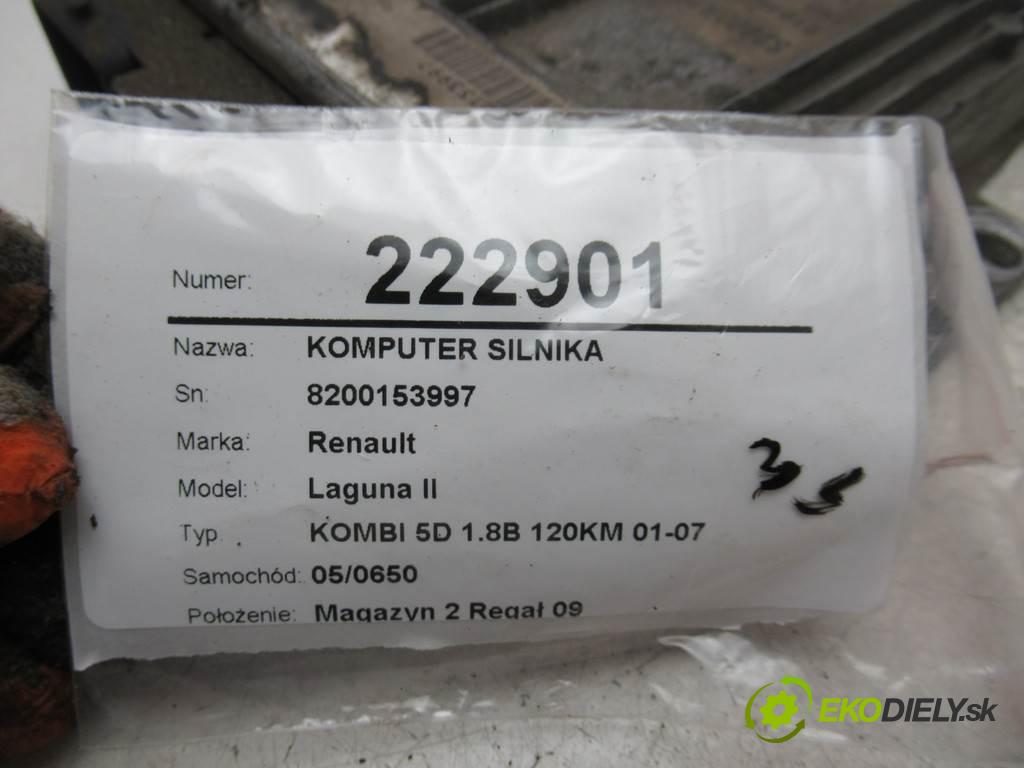 Numer: 222901
Nazwa: KOMPUTER SILNIKA
Sn: 8200153997
Marka: Renault
Model: Laguna II
Typ. KOMBI 5D 1.8B 120KM 01-07
Samochód: 05/0650
Położenie: Magazyn 2 Regał 09
EKODIELY.sk